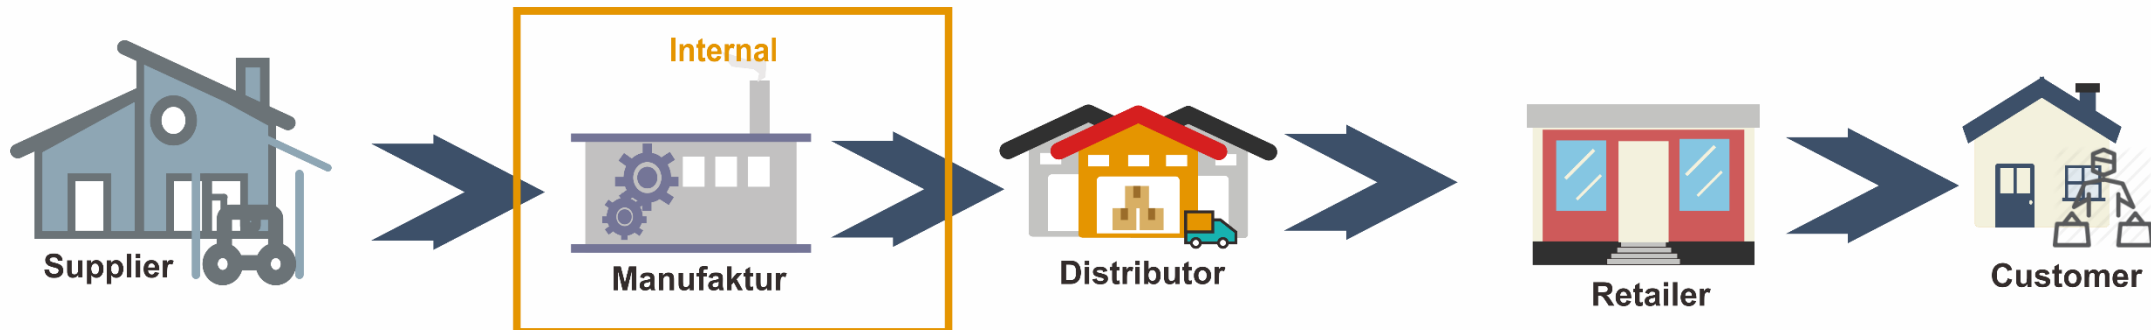 Internal
Supplier
Manufaktur
Distributor
Retailer
Customer